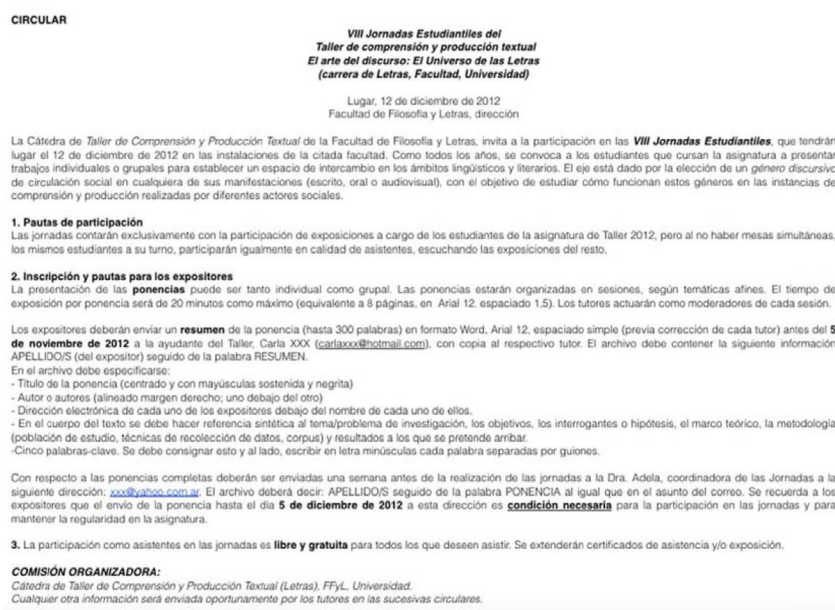 CIRCULAR
VIII Jornadas Estudiantiles del
Taller de comprensión y producción textual
El arte del discurso: El Universo de las Letras
(carrera de Letras, Facultad, Universidad)
Lugar, 12 de diciembre de 2012
Facultad de Filosofía y Letras, dirección
La Cátedra de Taller de Comprensión y Producción Textual de la Facultad de Filosofía y Letras, invita a la participación en las VIII Jornadas Estudiantiles, que tendrán
lugar el 12 de diciembre de 2012 en las instalaciones de la citada facultad. Como todos los años, se convoca a los estudiantes que cursan la asignatura a presentar
trabajos individuales o grupales para establecer un espacio de intercambio en los ámbitos lingüísticos y literarios. El eje está dado por la elección de un género discursivo
de circulación social en cualquiera de sus manifestaciones (escrito, oral o audiovisual), con el objetivo de estudiar cómo funcionan estos géneros en las instancias de
comprensión y producción realizadas por diferentes actores sociales.
1. Pautas de participación
Las jornadas contarán exclusivamente con la participación de exposiciones a cargo de los estudiantes de la asignatura de Taller 2012, pero al no haber mesas simultáneas,
los mismos estudiantes a su turno, participarán igualmente en calidad de asistentes, escuchando las exposiciones del resto.
2. Inscripción y pautas para los expositores
La presentación de las ponencias puede ser tanto individual como grupal. Las ponencias estarán organizadas en sesiones, según temáticas afines. El tiempo de
exposición por ponencia será de 20 minutos como máximo (equivalente a 8 páginas, en Arial 12, espaciado 1,5). Los tutores actuarán como moderadores de cada sesión.
Los expositores deberán enviar un resumen de la ponencia (hasta 300 palabras) en formato Word, Arial 12, espaciado simple (previa corrección de cada tutor) antes del 5
de noviembre de 2012 a la ayudante del Taller, Carla XXX (carlaxxx@hotmail.com), con copia al respectivo tutor. El archivo debe contener la siguiente información
APELLIDO/S (del expositor) seguido de la palabra RESUMEN.
En el archivo debe especificarse:
- Título de la ponencia (centrado y con mayúsculas sostenida y negrita)
- Autor o autores (alineado margen derecho; uno debajo del otro)
- Dirección electrónica de cada uno de los expositores debajo del nombre de cada uno de ellos.
- En el cuerpo del texto se debe hacer referencia sintética al tema/problema de investigación, los objetivos, los interrogantes o hipótesis, el marco teórico, la metodología
(población de estudio, técnicas de recolección de datos, corpus) y resultados a los que se pretende arribar.
-Cinco palabras-clave. Se debe consignar esto y al lado, escribir en letra minúsculas cada palabra separadas por guiones.
Con respecto a las ponencias completas deberán ser enviadas una semana antes de la realización de las jornadas a la Dra. Adela, coordinadora de las Jornadas a la
siguiente dirección: xxx@yahoo.com.ar. El archivo deberá decir: APELLIDO/S seguido de la palabra PONENCIA al igual que en el asunto del correo. Se recuerda a los
expositores que el envío de la ponencia hasta el día 5 de diciembre de 2012 a esta dirección es condición necesaria para la participación en las jornadas y para
mantener la regularidad en la asignatura.
3. La participación como asistentes en las jornadas es libre y gratuita para todos los que deseen asistir. Se extenderán certificados de asistencia y/o exposición.
COMISIÓN ORGANIZADORA:
Cátedra de Taller de Comprensión y Producción Textual (Letras), FFyL, Universidad.
Cualquier otra información será enviada oportunamente por los tutores en las sucesivas circulares.